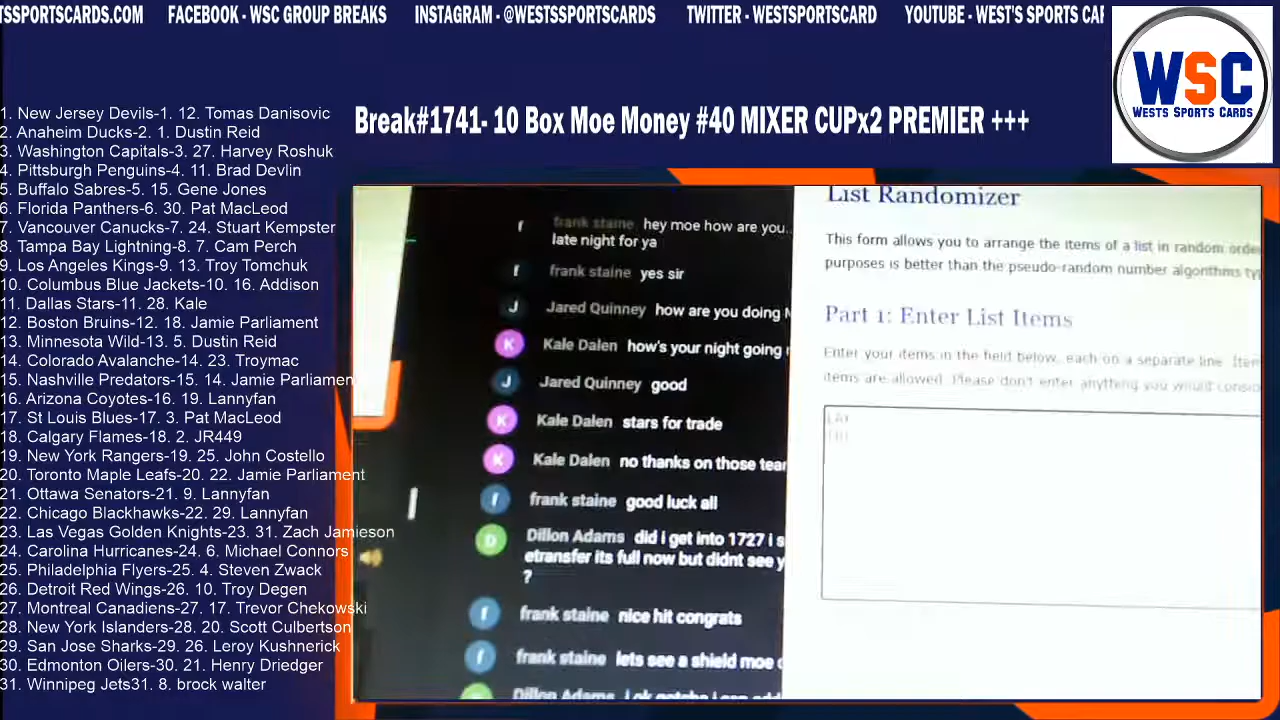 TSSPORTSCARDS.COM FACEBOOK - WSC GROUP BREAKS INSTAGRAM - @WESTSSPORTSCARDS TWITTER - WESTSPORTSCARD YOUTUBE - WEST'S SPORTS CAR
WSC
WESTS SPORTS CARDS
Break#1741- 10 Box Moe Money #40 MIXER CUPx2 PREMIER +++
1. New Jersey Devils-1. 12. Tomas Danisovic
2. Anaheim Ducks-2. 1. Dustin Reid
3. Washington Capitals-3. 27. Harvey Roshuk
4. Pittsburgh Penguins-4. 11. Brad Devlin
5. Buffalo Sabres-5. 15. Gene Jones
6. Florida Panthers-6. 30. Pat MacLeod
7. Vancouver Canucks-7. 24. Stuart Kempster
8. Tampa Bay Lightning-8. 7. Cam Perch
9. Los Angeles Kings-9. 13. Troy Tomchuk
10. Columbus Blue Jackets-10. 16. Addison
11. Dallas Stars-11. 28. Kale
12. Boston Bruins-12. 18. Jamie Parliament
13. Minnesota Wild-13. 5. Dustin Reid
14. Colorado Avalanche-14. 23. Troymac
15. Nashville Predators-15. 14. Jamie Parliament
16. Arizona Coyotes-16. 19. Lannyfan
17. St Louis Blues-17. 3. Pat MacLeod
18. Calgary Flames-18. 2. JR449
19. New York Rangers-19. 25. John Costello
20. Toronto Maple Leafs-20. 22. Jamie Parliament
21. Ottawa Senators-21. 9. Lannyfan
22. Chicago Blackhawks-22. 29. Lannyfan
23. Las Vegas Golden Knights-23. 31. Zach Jamieson
24. Carolina Hurricanes-24. 6. Michael Connors
25. Philadelphia Flyers-25. 4. Steven Zwack
26. Detroit Red Wings-26. 10. Troy Degen
27. Montreal Canadiens-27. 17. Trevor Chekowski
28. New York Islanders-28. 20. Scott Culbertson
29. San Jose Sharks-29. 26. Leroy Kushnerick
30. Edmonton Oilers-30. 21. Henry Driedger
31. Winnipeg Jets31. 8. brock walter
f frank staine hey moe how are you..
late night for ya
f frank staine yes sir
J Jared Quinney how are you doing M
K Kale Dalen how's your night going
J Jared Quinney good
K Kale Dalen stars for trade
K Kale Dalen no thanks on those tea
f frank staine good luck all
D Dillon Adams did i get into 1727 i s
etransfer its full now but didnt see y
?
f frank staine nice hit congrats
f frank staine lets see a shield moe
Dillon Adams
List Randomizer
This form allows you to arrange the items of a list in random orde
purposes is better than the pseudo-random number algorithms ty
Part 1: Enter List Items
Enter your items in the field below, each on a separate line. Item
items are allowed. Please don't enter anything you would consid